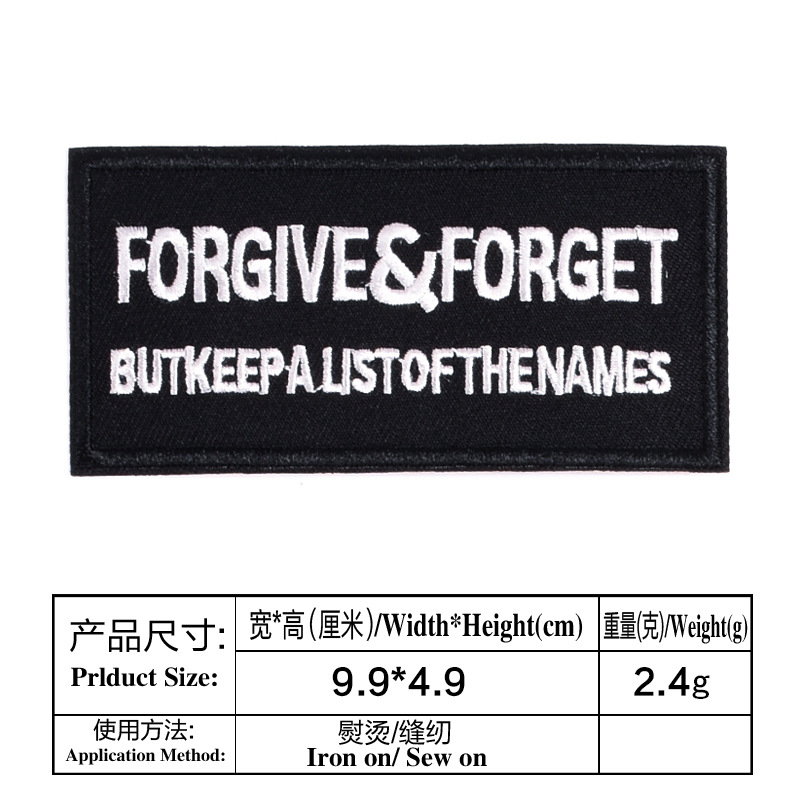 FORGIVE&FORGET
BUTKEEPALISTOFTHENAMES
产品尺寸:
Prlduct Size:
宽*高(厘米)/Width*Height(cm)
重量(克)/Weight(g)
9.9*4.9
2.4g
使用方法:
Application Method:
熨烫/缝纫
Iron on/ Sew on